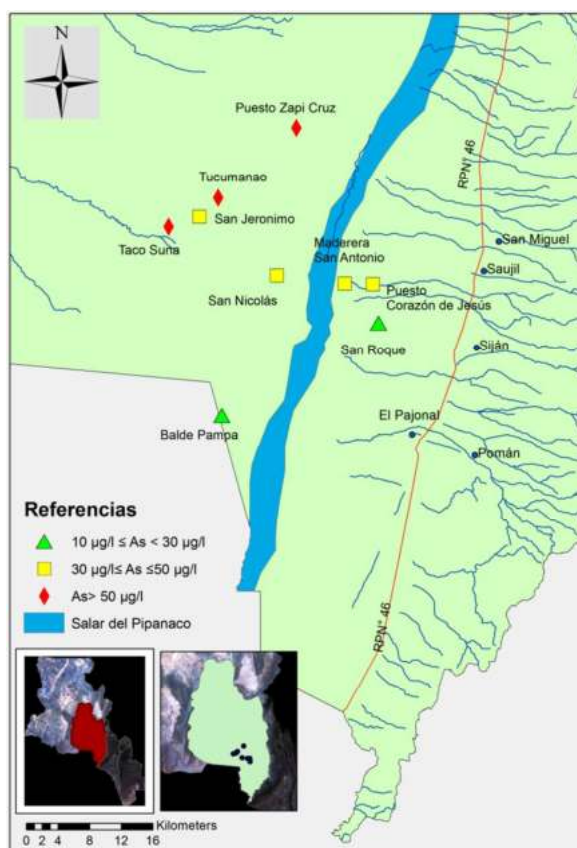 N
Puesto Zapi Cruz
RPN° 46
Tucumanao
San Jeronimo
Taco Suna
San Miguel
Maderera
San Antonio
Saujil
San Nicolás
Puesto
Corazón de Jesús
San Roque
Siján
El Pajonal
Balde Pampa
Pomán
Referencias
10 µg/l ≤ As < 30 µg/l
30 µg/l≤ As ≤50 µg/l
As> 50 µg/l
Salar del Pipanaco
RPN° 46
Kilometers
0 2 4 8 12 16